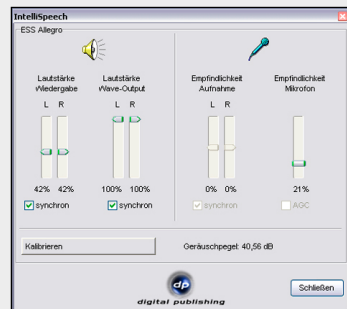 IntelliSpeech
ESS Allegro
Lautstärke Wiedergabe
Lautstärke Wave-Output
Empfindlichkeit Aufnahme
Empfindlichkeit Mikrofon
L R
L R
L R
42% 42%
100% 100%
0% 0%
21%
synchron
synchron
synchron
AGC
Kalibrieren
Geräuschpegel: 40,56 dB
dp
digital publishing
Schließen